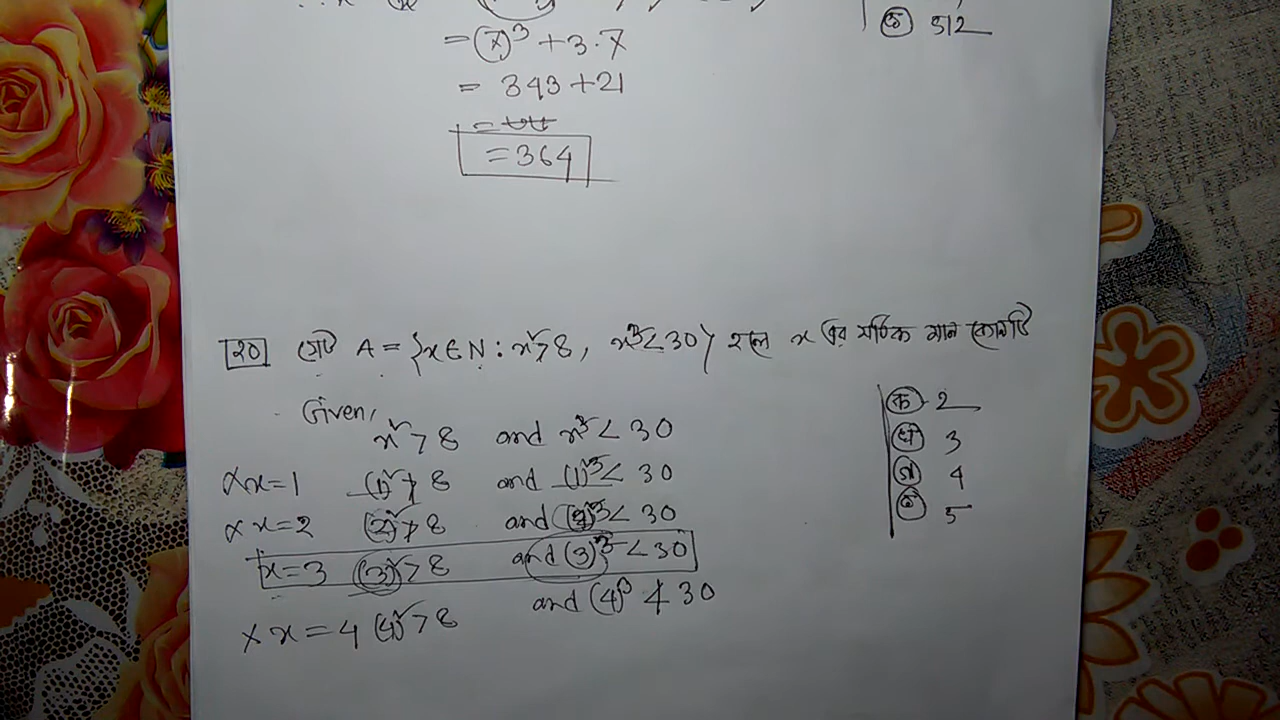 = (7)³ + 3·7
= 343 + 21
= 364
ঙ 512
২০ সেট A = {x ∈ N : x² > 8, x³ < 30} হলে x এর সঠিক মান কোনটি
Given,
x² > 8 and x³ < 30
× x = 1 (1)² ≯ 8 and (1)³ < 30
× x = 2 (2)² ≯ 8 and (2)³ < 30
x = 3 (3)² > 8 and (3)³ < 30
× x = 4 (4)² > 8 and (4)³ ≮ 30
ক 2
খ 3
গ 4
ঘ 5